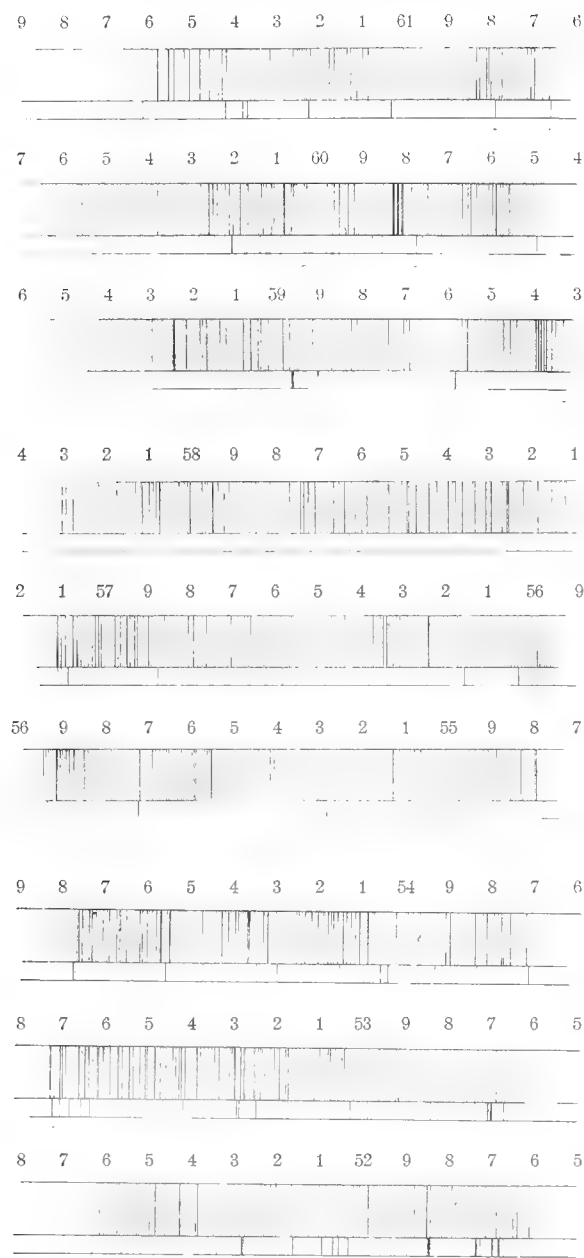 9 8 7 6 5 4 3 2 1 61 9 8 7 6
7 6 5 4 3 2 1 60 9 8 7 6 5 4
6 5 4 3 2 1 59 9 8 7 6 5 4 3
4 3 2 1 58 9 8 7 6 5 4 3 2 1
2 1 57 9 8 7 6 5 4 3 2 1 56 9
56 9 8 7 6 5 4 3 2 1 55 9 8 7
9 8 7 6 5 4 3 2 1 54 9 8 7 6
8 7 6 5 4 3 2 1 53 9 8 7 6 5
8 7 6 5 4 3 2 1 52 9 8 7 6 5